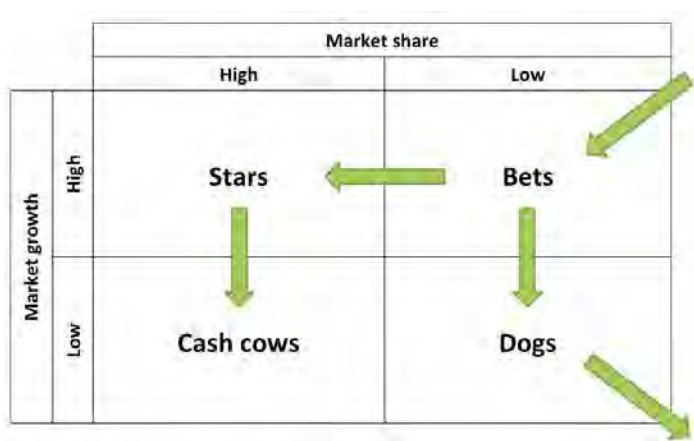 Market share
High Low
Market growth
High
Stars Bets
Low
Cash cows Dogs